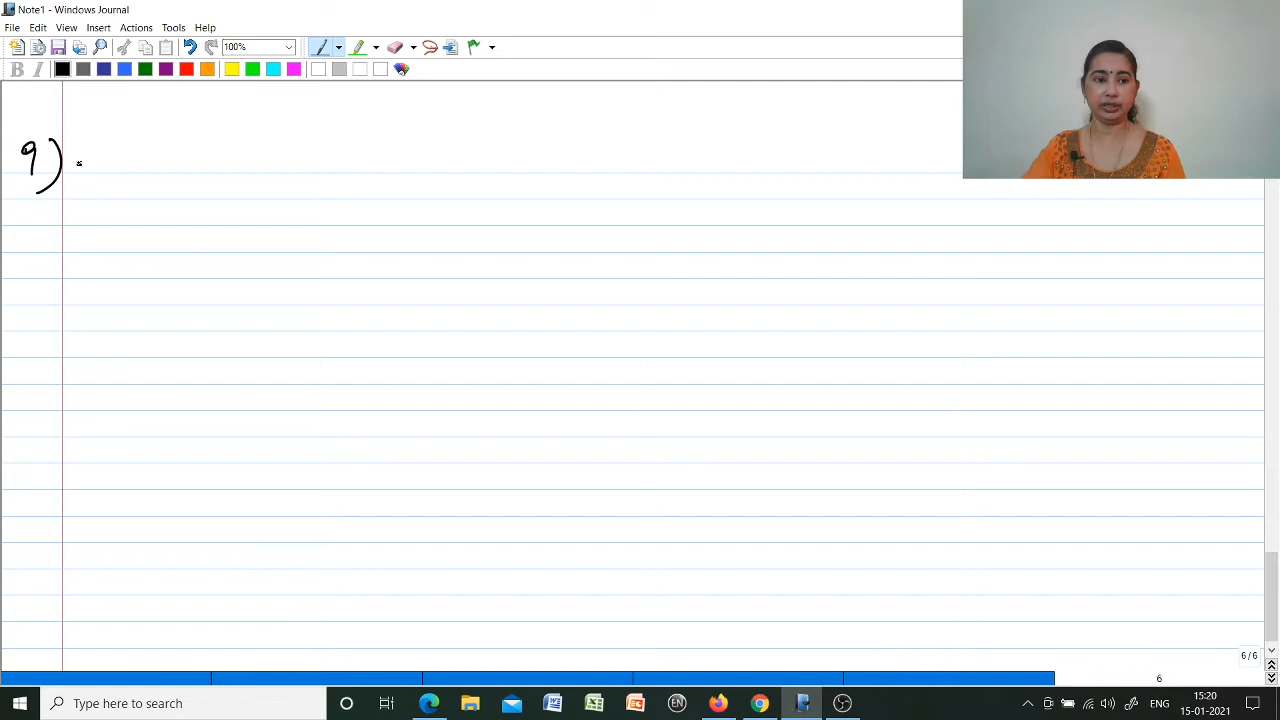 Note1 - Windows Journal
File Edit View Insert Actions Tools Help
100%
B I
9)
6 / 6
6
Type here to search
EN
ENG
15:20
15-01-2021